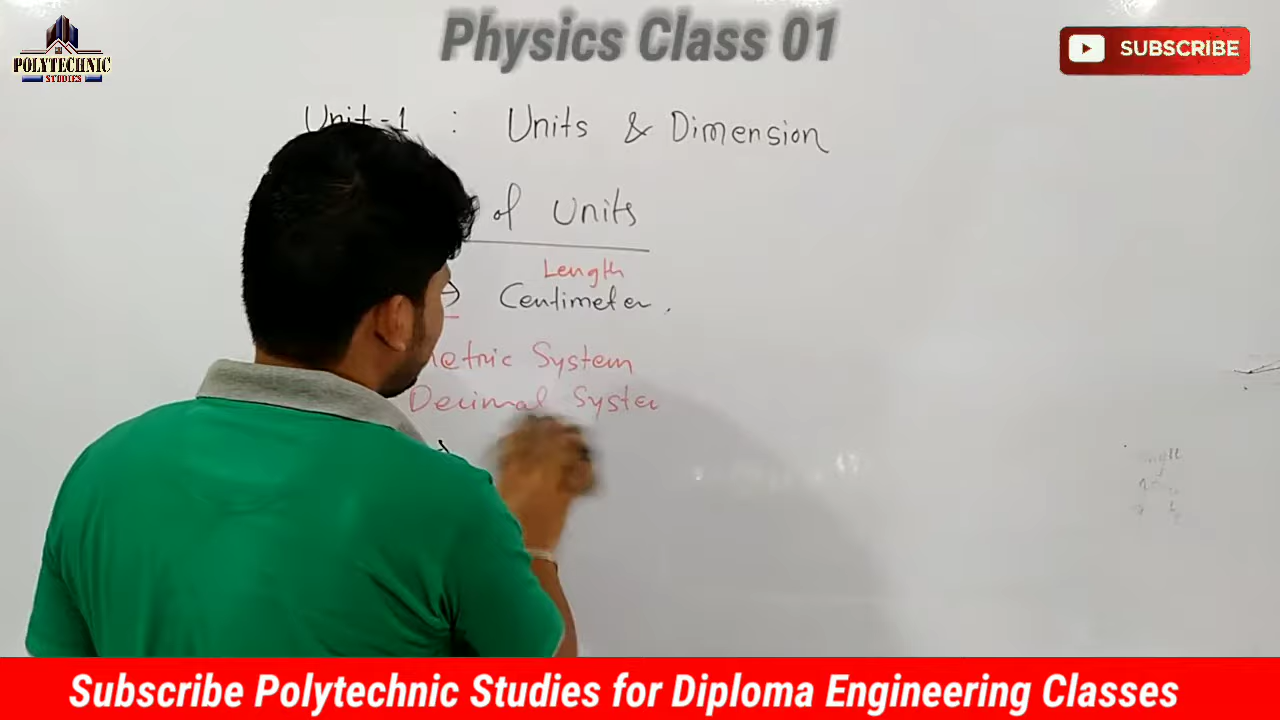 Physics Class 01
POLYTECHNIC
STUDIES
SUBSCRIBE
Unit-1 : Units & Dimension
of Units
Length
→ Centimeter.
etric System
Decimal Syste
Subscribe Polytechnic Studies for Diploma Engineering Classes